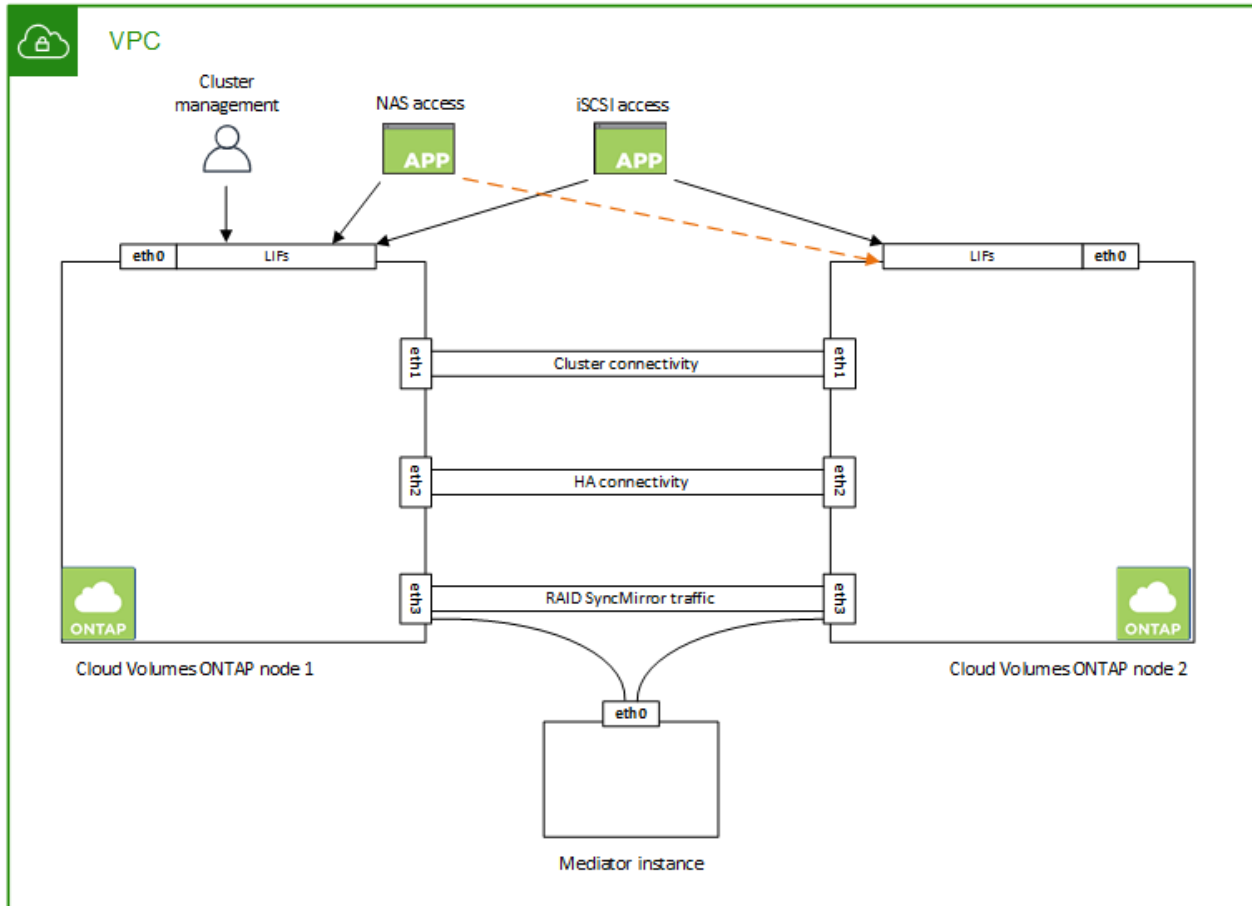 VPC
Cluster
management
NAS access
iSCSI access
APP
APP
eth0
LIFs
LIFs
eth0
eth1
Cluster connectivity
eth1
eth2
HA connectivity
eth2
eth3
RAID SyncMirror traffic
eth3
ONTAP
ONTAP
Cloud Volumes ONTAP node 1
Cloud Volumes ONTAP node 2
eth0
Mediator instance